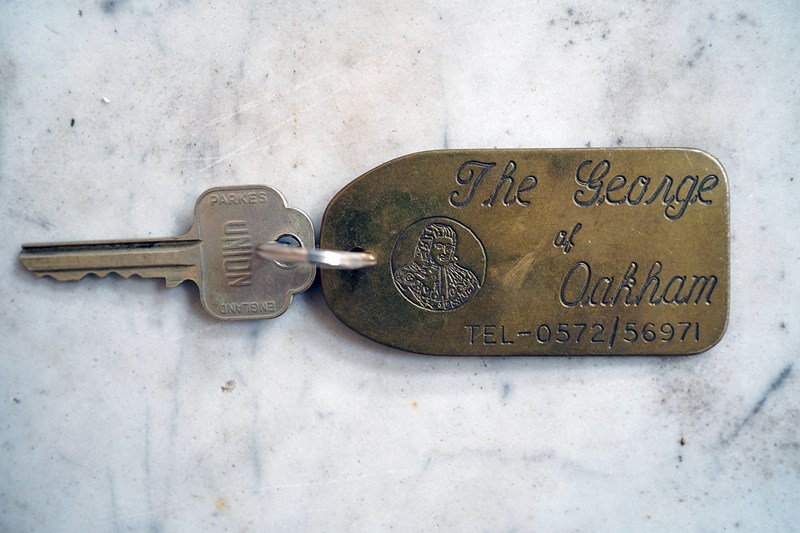 PARKES
UNION
ENGLAND
The George
of
Oakham
TEL-0572/56971